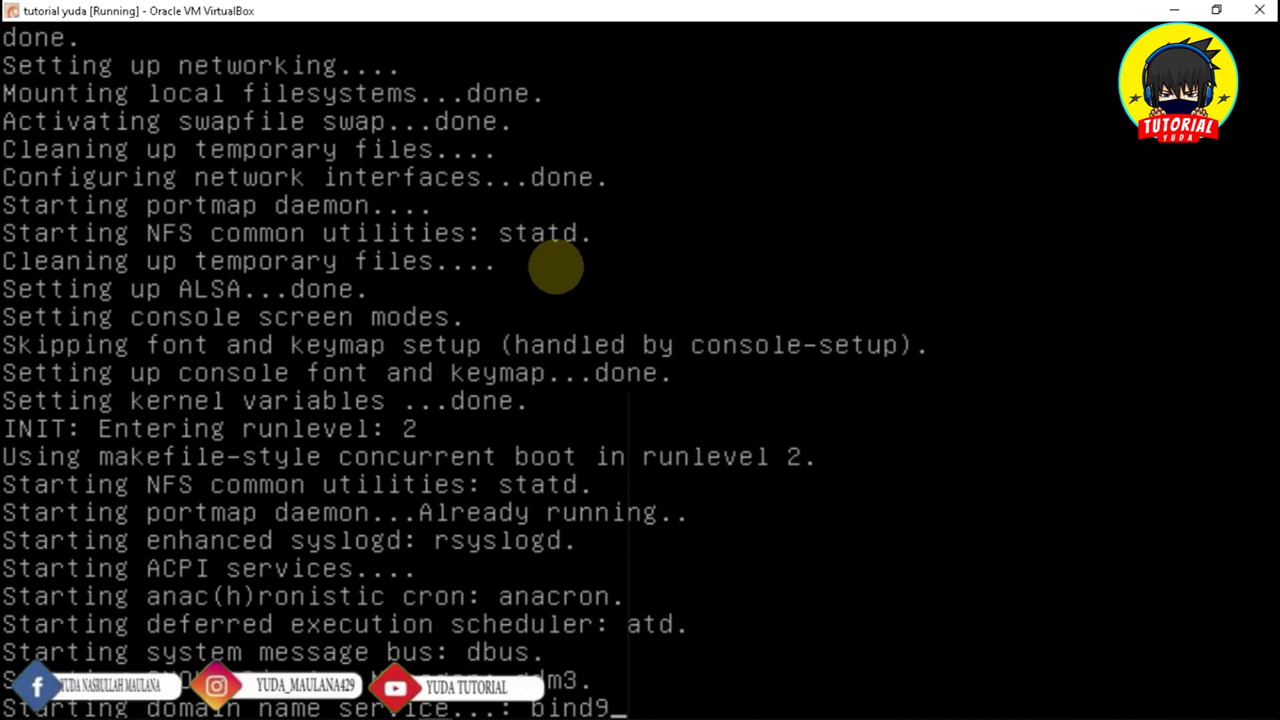 tutorial yuda [Running] - Oracle VM VirtualBox
done.
Setting up networking....
Mounting local filesystems...done.
Activating swapfile swap...done.
Cleaning up temporary files....
Configuring network interfaces...done.
Starting portmap daemon....
Starting NFS common utilities: statd.
Cleaning up temporary files....
Setting up ALSA...done.
Setting console screen modes.
Skipping font and keymap setup (handled by console-setup).
Setting up console font and keymap...done.
Setting kernel variables ...done.
INIT: Entering runlevel: 2
Using makefile-style concurrent boot in runlevel 2.
Starting NFS common utilities: statd.
Starting portmap daemon...Already running..
Starting enhanced syslogd: rsyslogd.
Starting ACPI services....
Starting anac(h)ronistic cron: anacron.
Starting deferred execution scheduler: atd.
Starting system message bus: dbus.
Starting domain name service...: bind9_
TUTORIAL
YUDA
YUDA NASRULLAH MAULANA
YUDA_MAULANA429
YUDA TUTORIAL